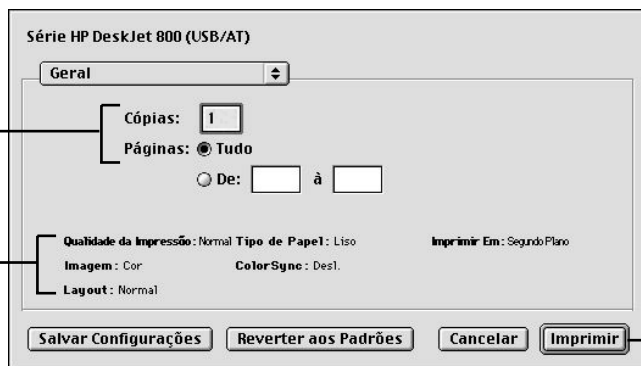 Série HP DeskJet 800 (USB/AT)
Geral
Cópias: 1
Páginas: Tudo
De: à
Qualidade da Impressão: Normal Tipo de Papel: Liso Imprimir Em: Segundo Plano
Imagem: Cor ColorSync: Desl.
Layout: Normal
Salvar Configurações Reverter aos Padrões Cancelar Imprimir